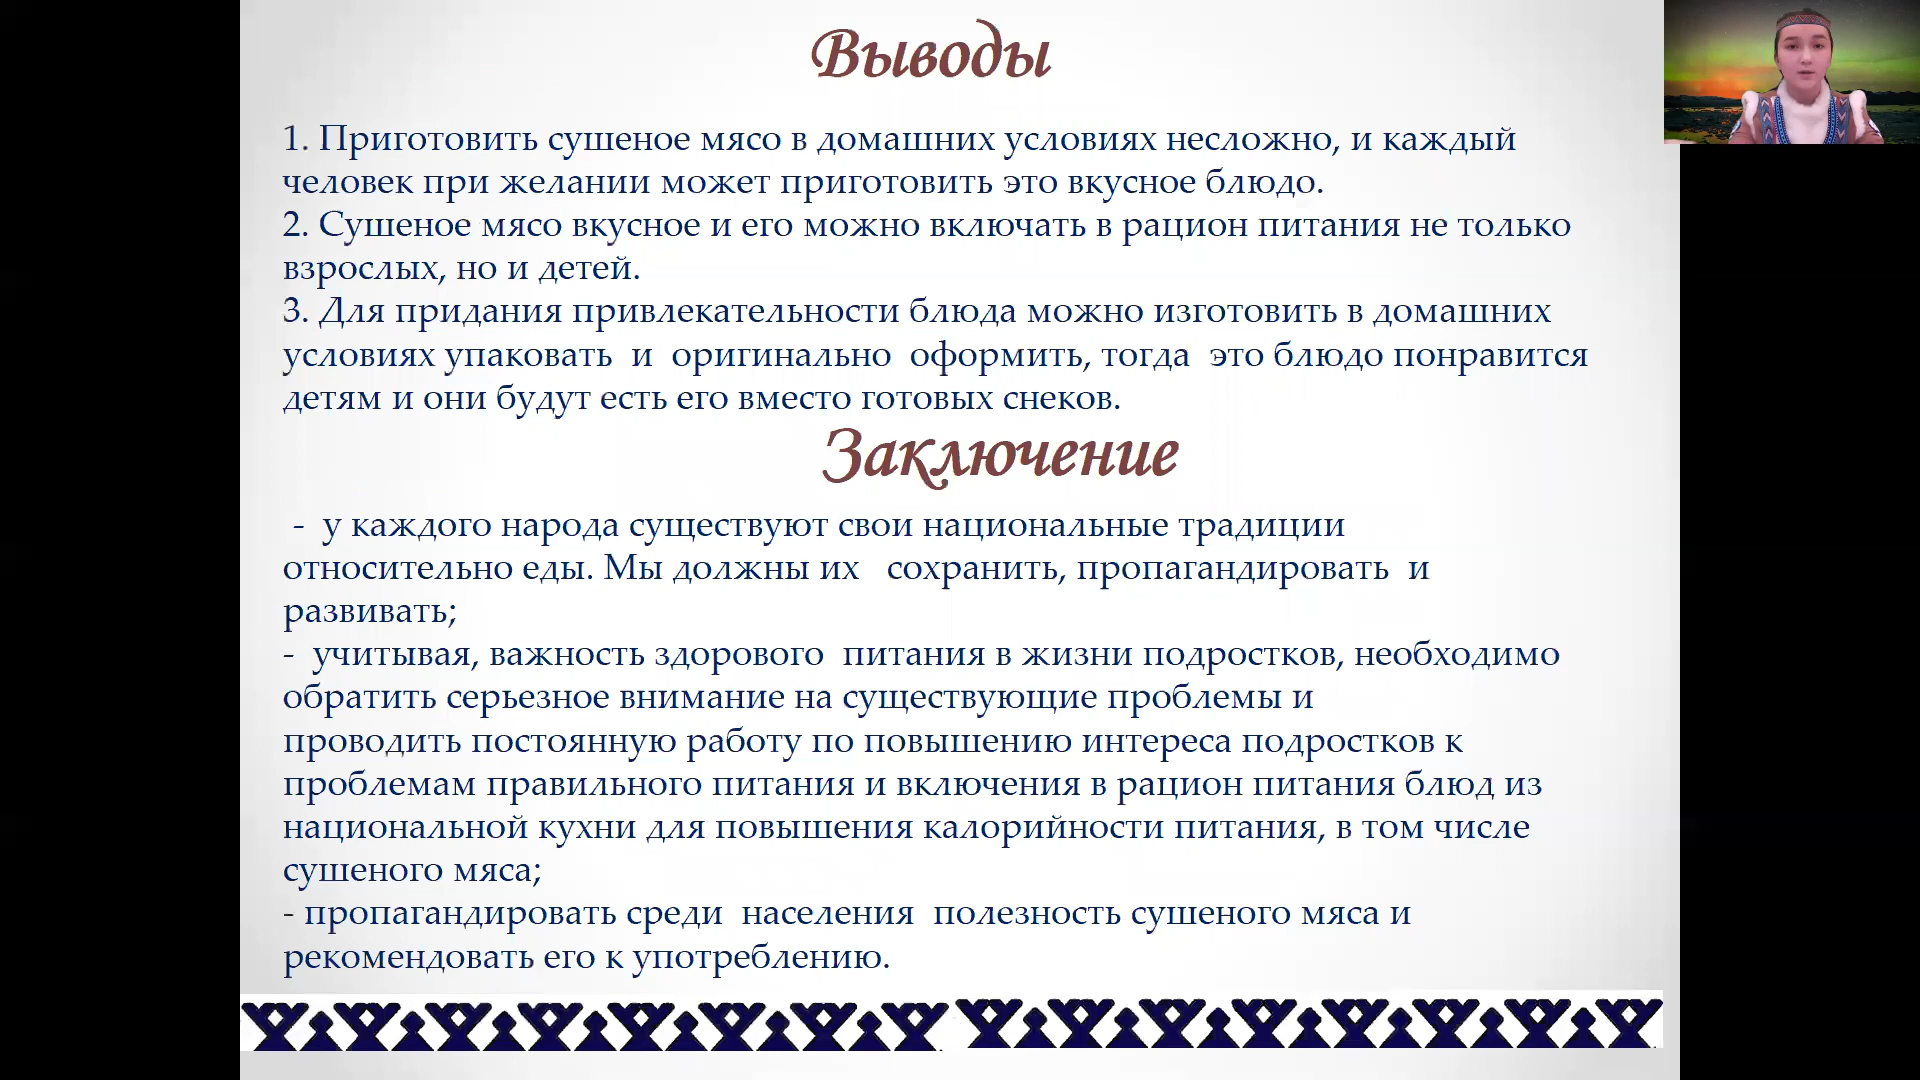 Выводы
1. Приготовить сушеное мясо в домашних условиях несложно, и каждый
человек при желании может приготовить это вкусное блюдо.
2. Сушеное мясо вкусное и его можно включать в рацион питания не только
взрослых, но и детей.
3. Для придания привлекательности блюда можно изготовить в домашних
условиях упаковать и оригинально оформить, тогда это блюдо понравится
детям и они будут есть его вместо готовых снеков.
Заключение
- у каждого народа существуют свои национальные традиции
относительно еды. Мы должны их сохранить, пропагандировать и
развивать;
- учитывая, важность здорового питания в жизни подростков, необходимо
обратить серьезное внимание на существующие проблемы и
проводить постоянную работу по повышению интереса подростков к
проблемам правильного питания и включения в рацион питания блюд из
национальной кухни для повышения калорийности питания, в том числе
сушеного мяса;
- пропагандировать среди населения полезность сушеного мяса и
рекомендовать его к употреблению.